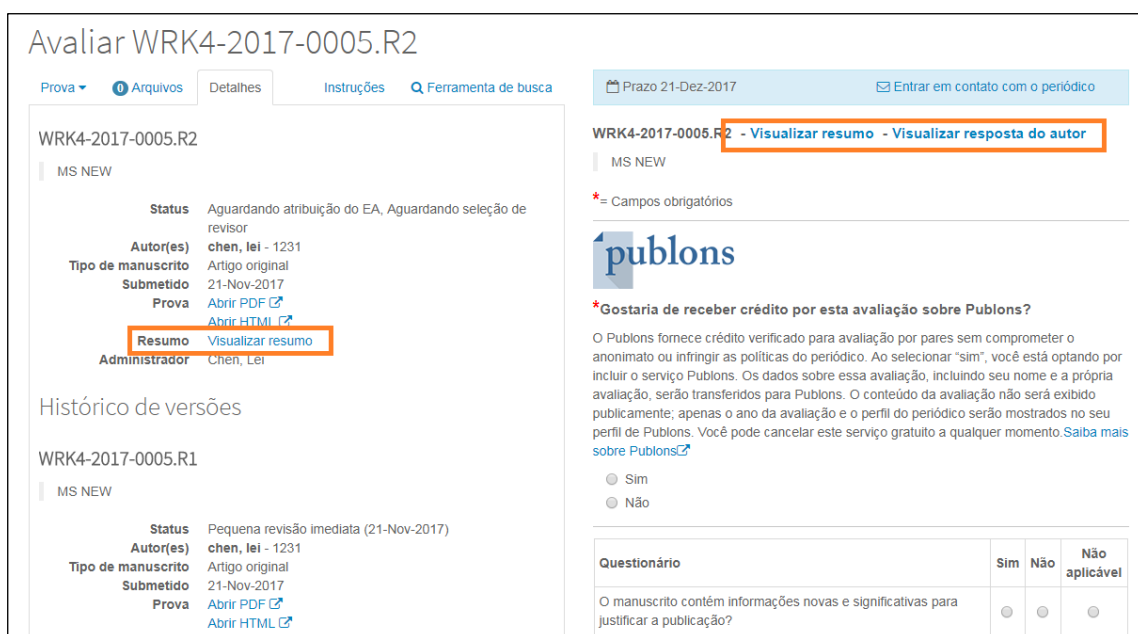 Avaliar WRK4-2017-0005.R2
Prova
0 Arquivos
Detalhes
Instruções
Ferramenta de busca
WRK4-2017-0005.R2
MS NEW
Status Aguardando atribuição do EA, Aguardando seleção de
revisor
Autor(es) chen, lei - 1231
Tipo de manuscrito Artigo original
Submetido 21-Nov-2017
Prova Abrir PDF
Abrir HTML
Resumo Visualizar resumo
Administrador Chen, Lei
Histórico de versões
WRK4-2017-0005.R1
MS NEW
Status Pequena revisão imediata (21-Nov-2017)
Autor(es) chen, lei - 1231
Tipo de manuscrito Artigo original
Submetido 21-Nov-2017
Prova Abrir PDF
Abrir HTML
Prazo 21-Dez-2017
Entrar em contato com o periódico
WRK4-2017-0005.R2 - Visualizar resumo - Visualizar resposta do autor
MS NEW
*= Campos obrigatórios
publons
*Gostaria de receber crédito por esta avaliação sobre Publons?
O Publons fornece crédito verificado para avaliação por pares sem comprometer o
anonimato ou infringir as políticas do periódico. Ao selecionar “sim”, você está optando por
incluir o serviço Publons. Os dados sobre essa avaliação, incluindo seu nome e a própria
avaliação, serão transferidos para Publons. O conteúdo da avaliação não será exibido
publicamente; apenas o ano da avaliação e o perfil do periódico serão mostrados no seu
perfil de Publons. Você pode cancelar este serviço gratuito a qualquer momento.Saiba mais
sobre Publons
Sim
Não
Questionário Sim Não Não
aplicável
O manuscrito contém informações novas e significativas para
justificar a publicação?